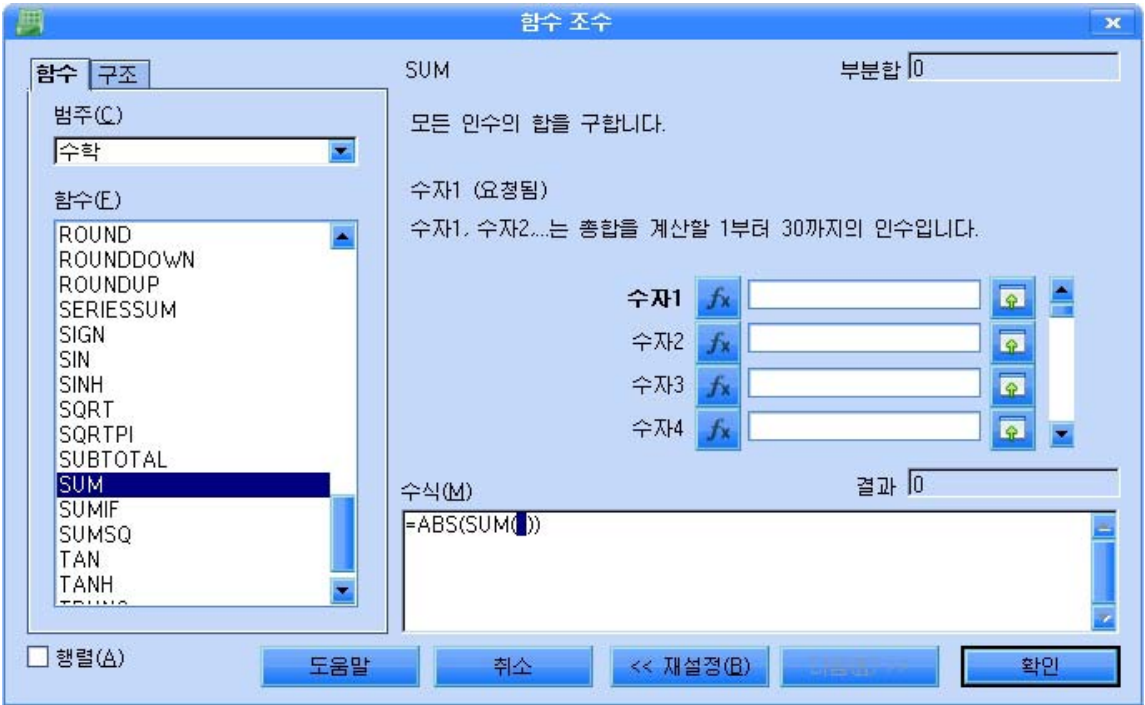 함수 조수
함수 구조
범주(C)
수학
함수(F)
ROUND
ROUNDDOWN
ROUNDUP
SERIESSUM
SIGN
SIN
SINH
SQRT
SQRTPI
SUBTOTAL
SUM
SUMIF
SUMSQ
TAN
TANH
행렬(A)
SUM
부분합 0
모든 인수의 합을 구합니다.
수자1 (요청됨)
수자1, 수자2,...는 총합을 계산할 1부터 30까지의 인수입니다.
수자1 fx
수자2 fx
수자3 fx
수자4 fx
수식(M)
결과 0
=ABS(SUM( ))
도움말 취소 << 재설정(B) 확인